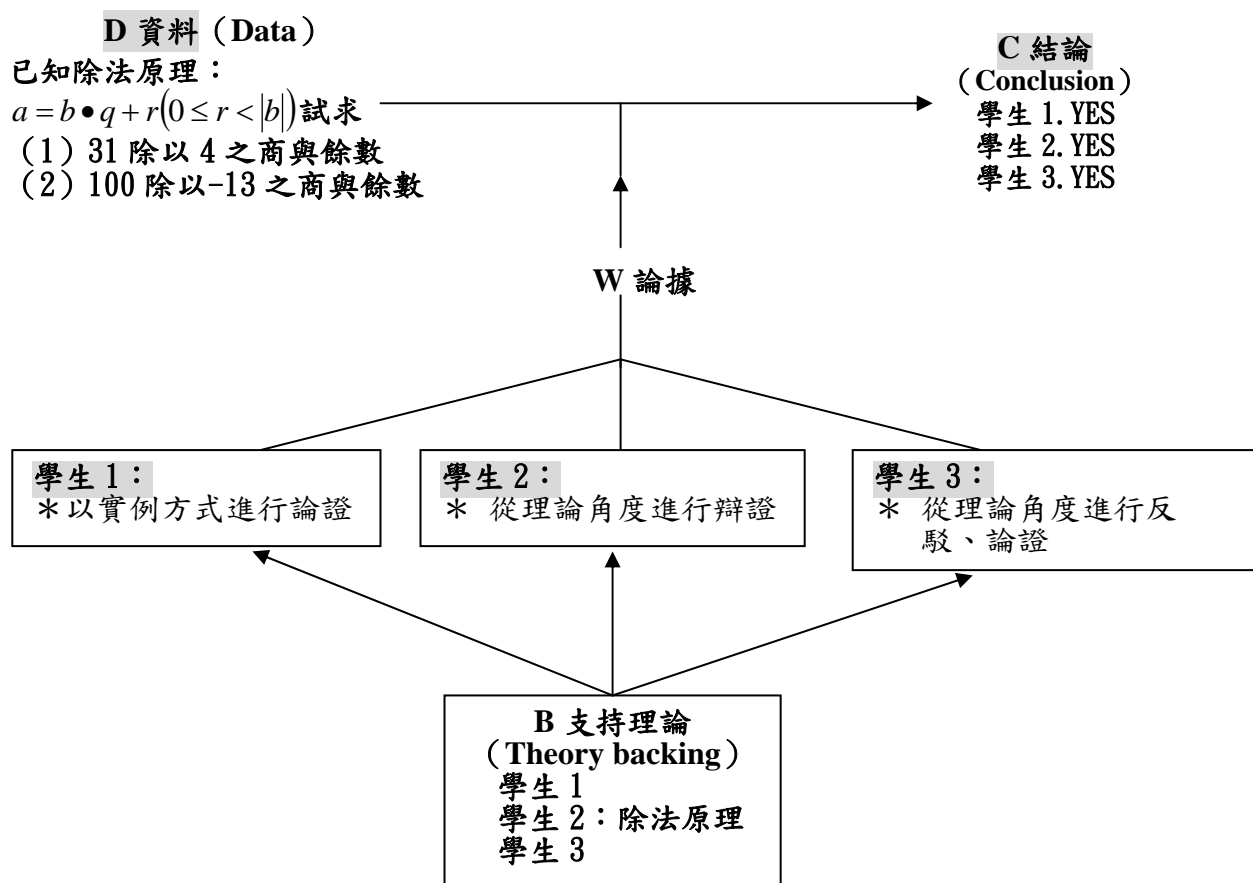 D 資料（Data）
已知除法原理：
a = b • q + r(0 ≤ r < |b|)試求
（1）31 除以 4 之商與餘數
（2）100 除以-13 之商與餘數
C 結論
（Conclusion）
學生 1. YES
學生 2. YES
學生 3. YES
W 論據
學生 1：
＊以實例方式進行論證
學生 2：
＊ 從理論角度進行辯證
學生 3：
＊ 從理論角度進行反
駁、論證
B 支持理論
（Theory backing）
學生 1
學生 2：除法原理
學生 3